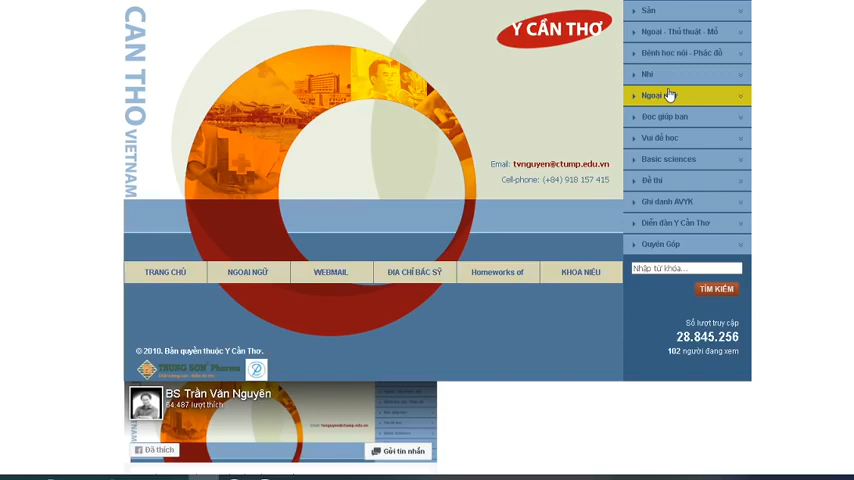 CAN THO VIETNAM
Y CẦN THƠ
Email: tvnguyen@ctump.edu.vn
Cell-phone: (+84) 918 157 415
Sản
Ngoại - Thủ thuật - Mổ
Bệnh học nội - Phác đồ
Nhi
Ngoại
Đọc giúp bạn
Vui để học
Basic sciences
Đề thi
Ghi danh AVYK
Diễn đàn Y Cần Thơ
Quyên Góp
Nhập từ khóa...
TÌM KIẾM
Số lượt truy cập
28.845.256
102 người đang xem
TRANG CHỦ
NGOẠI NGỮ
WEBMAIL
ĐỊA CHỈ BÁC SỸ
Homeworks of
KHOA NIỆU
© 2010. Bản quyền thuộc Y Cần Thơ.
TRUNG SON Pharma
BS Trần Văn Nguyên
64.487 lượt thích
Đã thích
Gửi tin nhắn